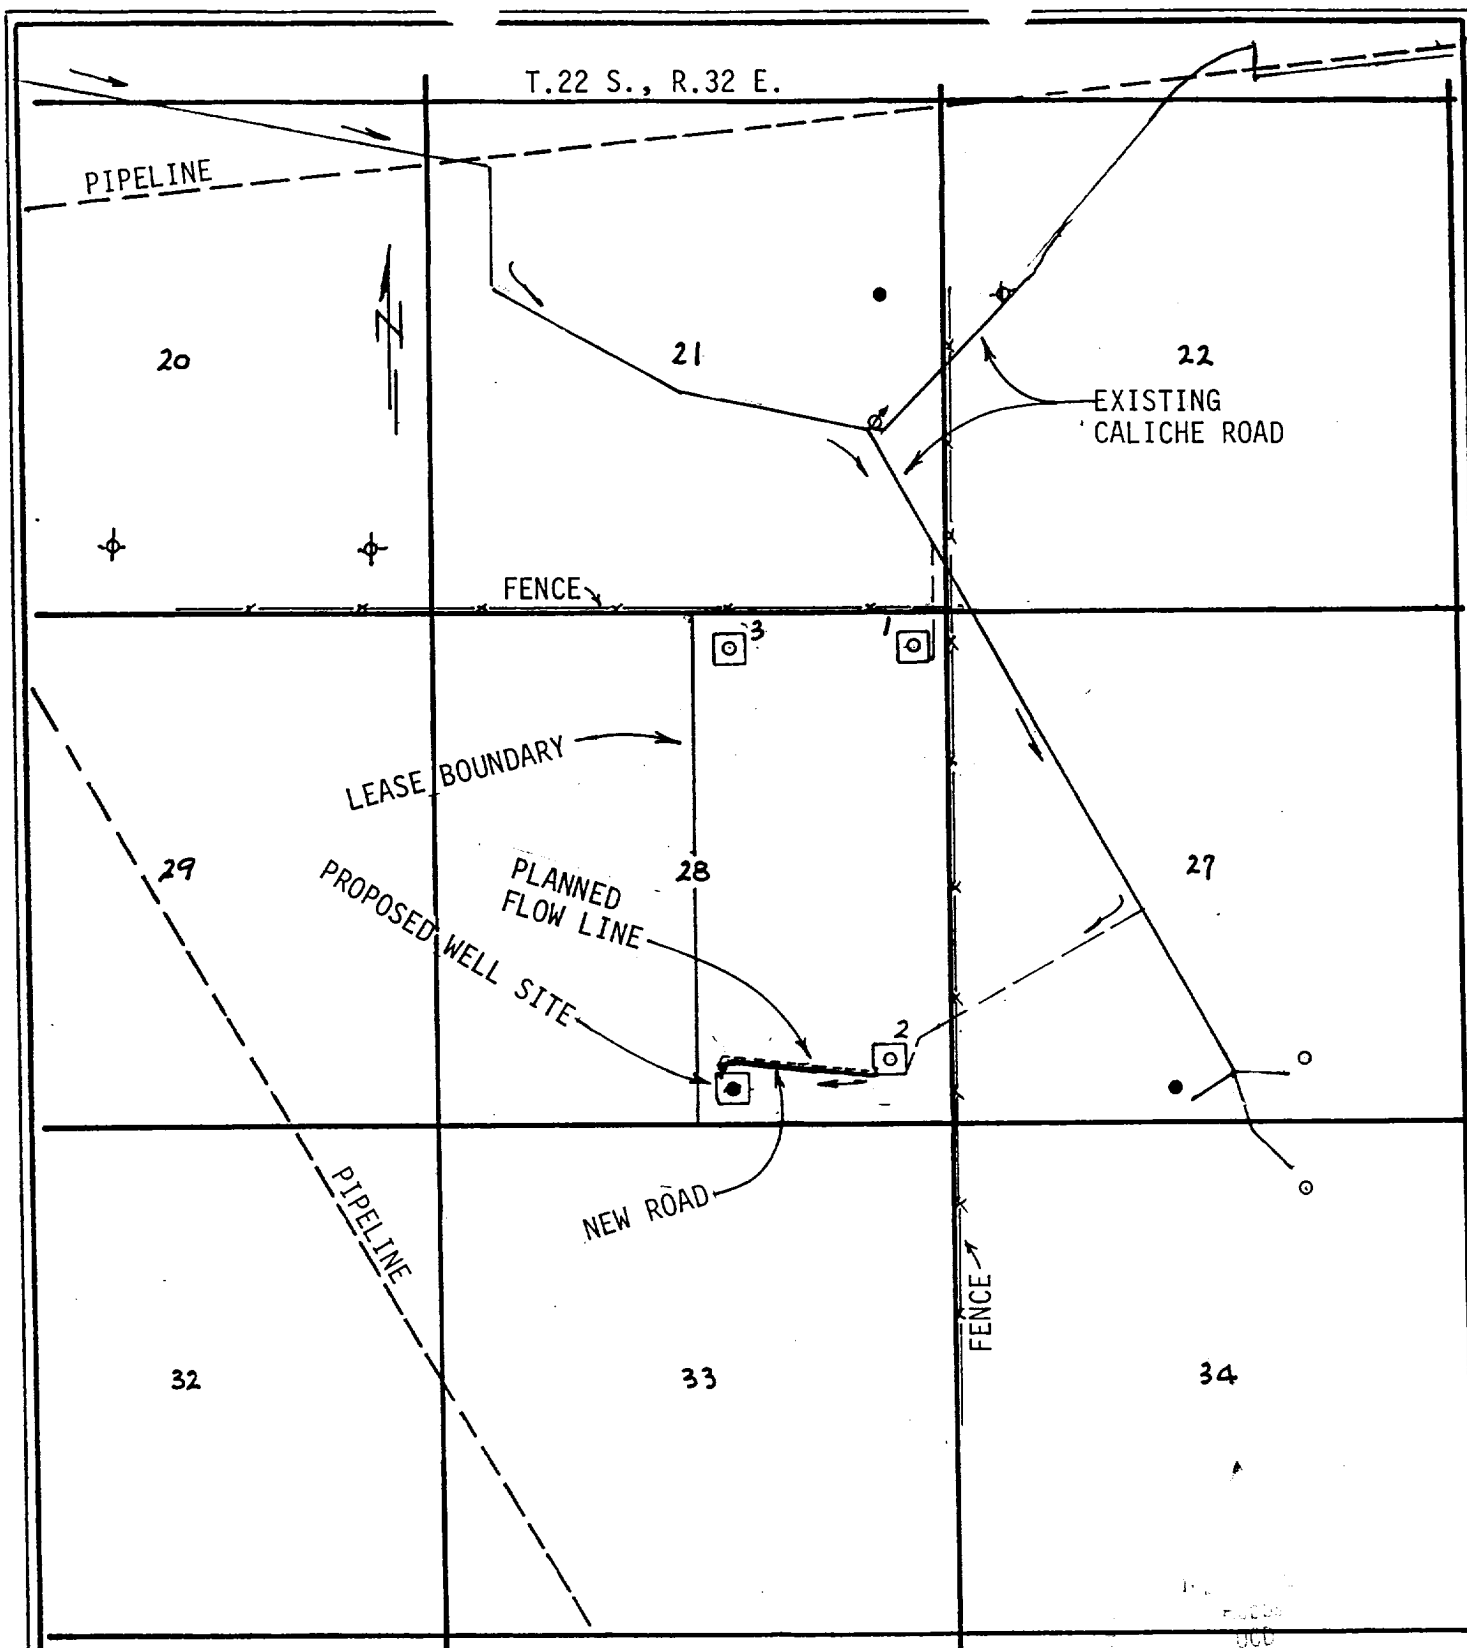 T.22 S., R.32 E.
PIPELINE
N
20
21
22
EXISTING
CALICHE ROAD
FENCE
3
1
LEASE BOUNDARY
29
28
27
PLANNED
FLOW LINE
PROPOSED WELL SITE
2
NEW ROAD
PIPELINE
FENCE
32
33
34
OCD